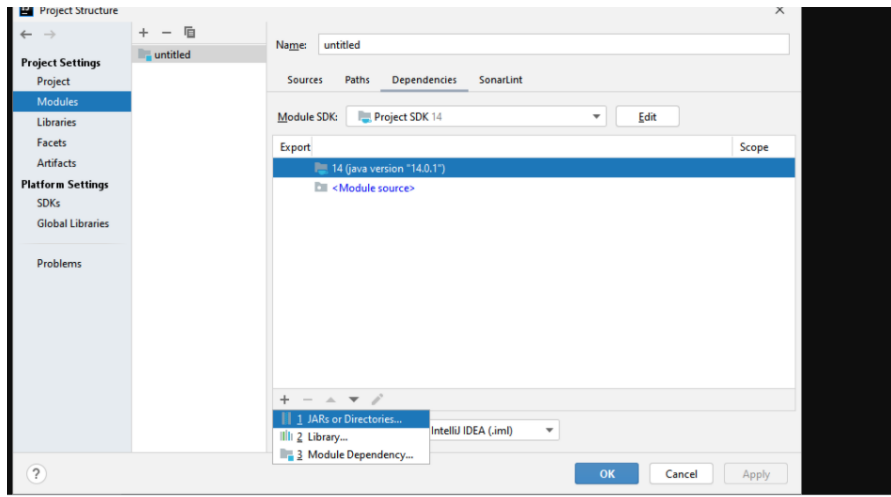 Project Structure
Name: untitled
untitled
Project Settings
Project
Modules
Libraries
Facets
Artifacts
Platform Settings
SDKs
Global Libraries
Problems
Sources Paths Dependencies SonarLint
Module SDK: Project SDK 14 Edit
Export Scope
14 (java version "14.0.1")
<Module source>
1 JARs or Directories...
2 Library...
3 Module Dependency...
IntelliJ IDEA (.iml)
? OK Cancel Apply